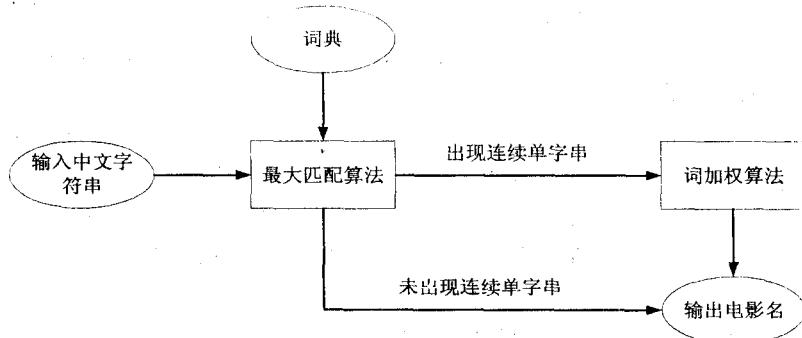 词典
输入中文字
符串
最大匹配算法
出现连续单字串
词加权算法
未出现连续单字串
输出电影名